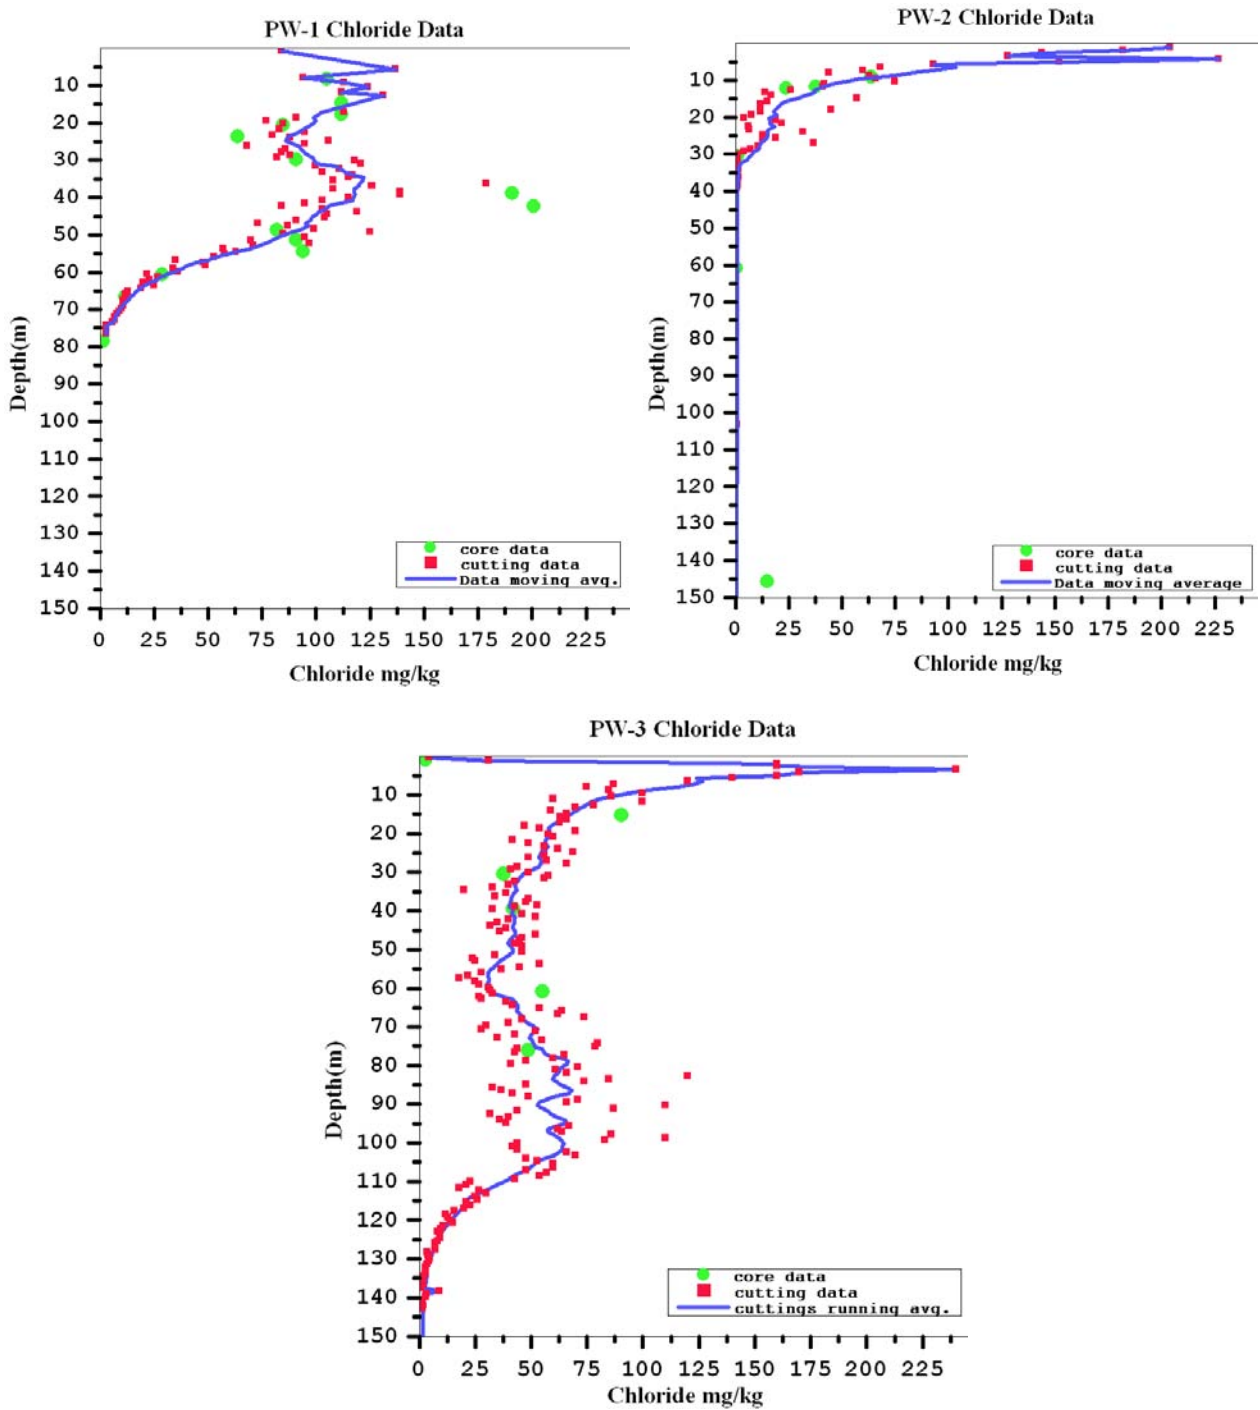 PW-1 Chloride Data
10
20
30
40
50
60
70
80
90
100
110
120
130
140
150
Depth(m)
core data
cutting data
Data moving avg.
0 25 50 75 100 125 150 175 200 225
Chloride mg/kg
PW-2 Chloride Data
10
20
30
40
50
60
70
80
90
100
110
120
130
140
150
Depth(m)
core data
cutting data
Data moving average
0 25 50 75 100 125 150 175 200 225
Chloride mg/kg
PW-3 Chloride Data
10
20
30
40
50
60
70
80
90
100
110
120
130
140
150
Depth(m)
core data
cutting data
cuttings running avg.
0 25 50 75 100 125 150 175 200 225
Chloride mg/kg